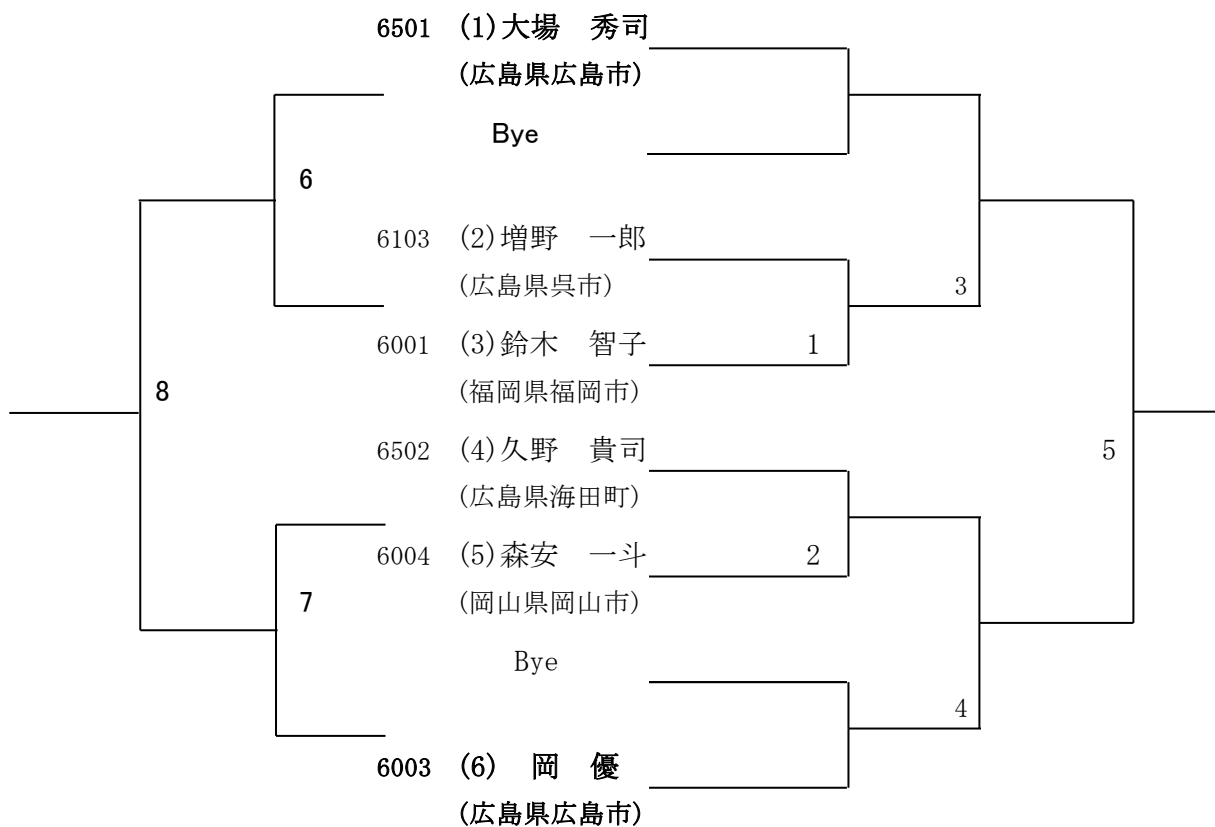 6501 (1)大場　秀司
(広島県広島市)
Bye
6
6103 (2)増野　一郎
(広島県呉市)
3
6001 (3)鈴木　智子
1
(福岡県福岡市)
8
6502 (4)久野　貴司
5
(広島県海田町)
6004 (5)森安　一斗
2
(岡山県岡山市)
7
Bye
4
6003 (6)　岡　優
(広島県広島市)